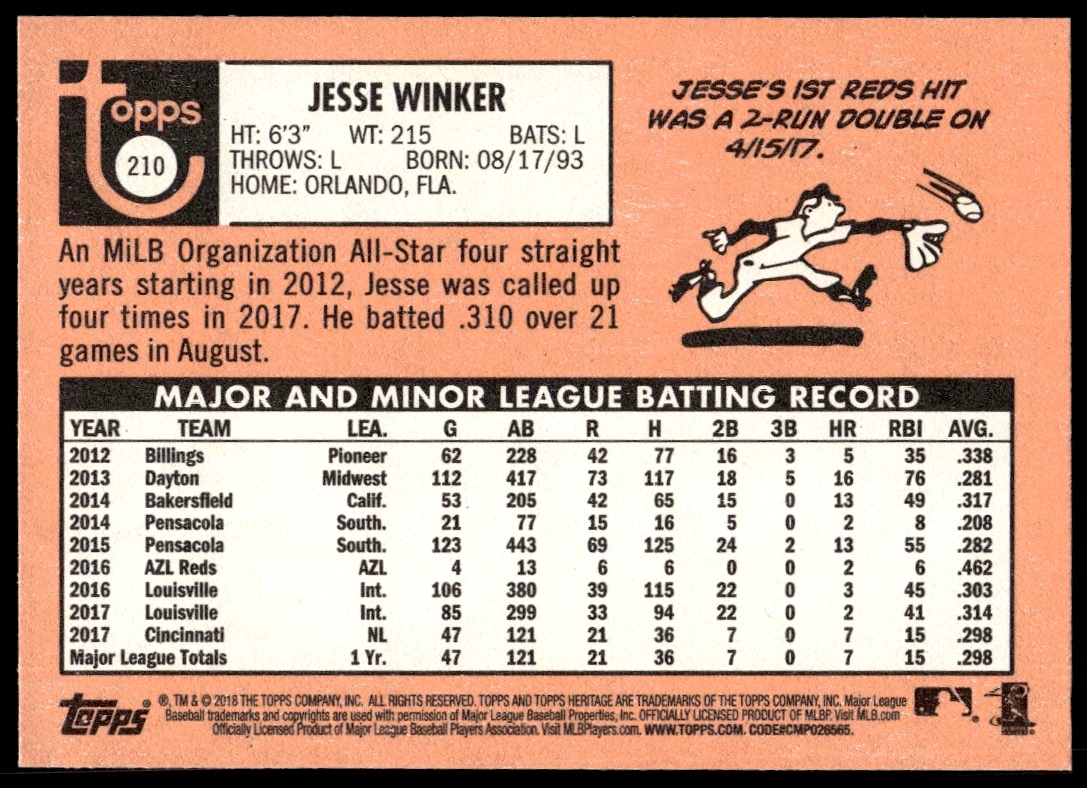 topps
210
JESSE WINKER
HT: 6'3" WT: 215 BATS: L
THROWS: L BORN: 08/17/93
HOME: ORLANDO, FLA.
JESSE'S 1ST REDS HIT
WAS A 2-RUN DOUBLE ON
4/15/17.
An MiLB Organization All-Star four straight
years starting in 2012, Jesse was called up
four times in 2017. He batted .310 over 21
games in August.
MAJOR AND MINOR LEAGUE BATTING RECORD
YEAR TEAM LEA. G AB R H 2B 3B HR RBI AVG.
2012 Billings Pioneer 62 228 42 77 16 3 5 35 .338
2013 Dayton Midwest 112 417 73 117 18 5 16 76 .281
2014 Bakersfield Calif. 53 205 42 65 15 0 13 49 .317
2014 Pensacola South. 21 77 15 16 5 0 2 8 .208
2015 Pensacola South. 123 443 69 125 24 2 13 55 .282
2016 AZL Reds AZL 4 13 6 6 0 0 2 6 .462
2016 Louisville Int. 106 380 39 115 22 0 3 45 .303
2017 Louisville Int. 85 299 33 94 22 0 2 41 .314
2017 Cincinnati NL 47 121 21 36 7 0 7 15 .298
Major League Totals 1 Yr. 47 121 21 36 7 0 7 15 .298
topps ®, TM & © 2018 THE TOPPS COMPANY, INC. ALL RIGHTS RESERVED. TOPPS AND TOPPS HERITAGE ARE TRADEMARKS OF THE TOPPS COMPANY, INC. Major League
Baseball trademarks and copyrights are used with permission of Major League Baseball Properties, Inc. OFFICIALLY LICENSED PRODUCT OF MLBP. Visit MLB.com
Officially Licensed Product of Major League Baseball Players Association. Visit MLBPlayers.com. WWW.TOPPS.COM. CODE#CMP026565.